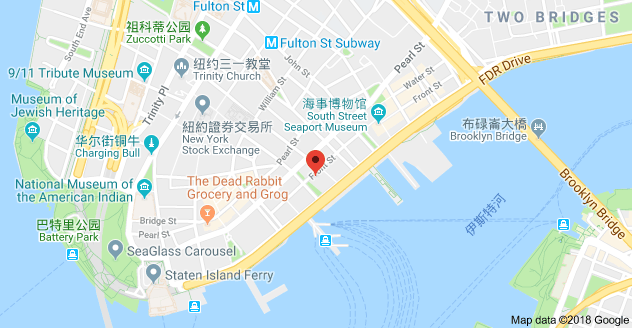 TWO BRIDGES
祖科蒂公园
Zuccotti Park
Fulton St
Fulton St Subway
South End Ave
纽约三一教堂
Trinity Church
John St
Pearl St
FDR Drive
9/11 Tribute Museum
Water St
Front St
William St
Trinity Pl
Museum of
Jewish Heritage
海事博物馆
South Street
Seaport Museum
紐約證券交易所
New York
Stock Exchange
布碌崙大橋
Brooklyn Bridge
华尔街铜牛
Charging Bull
Pearl St
Front St
National Museum of
the American Indian
The Dead Rabbit
Grocery and Grog
Brooklyn Bridge
巴特里公园
Battery Park
Bridge St
Pearl St
伊斯特河
SeaGlass Carousel
Staten Island Ferry
Map data ©2018 Google